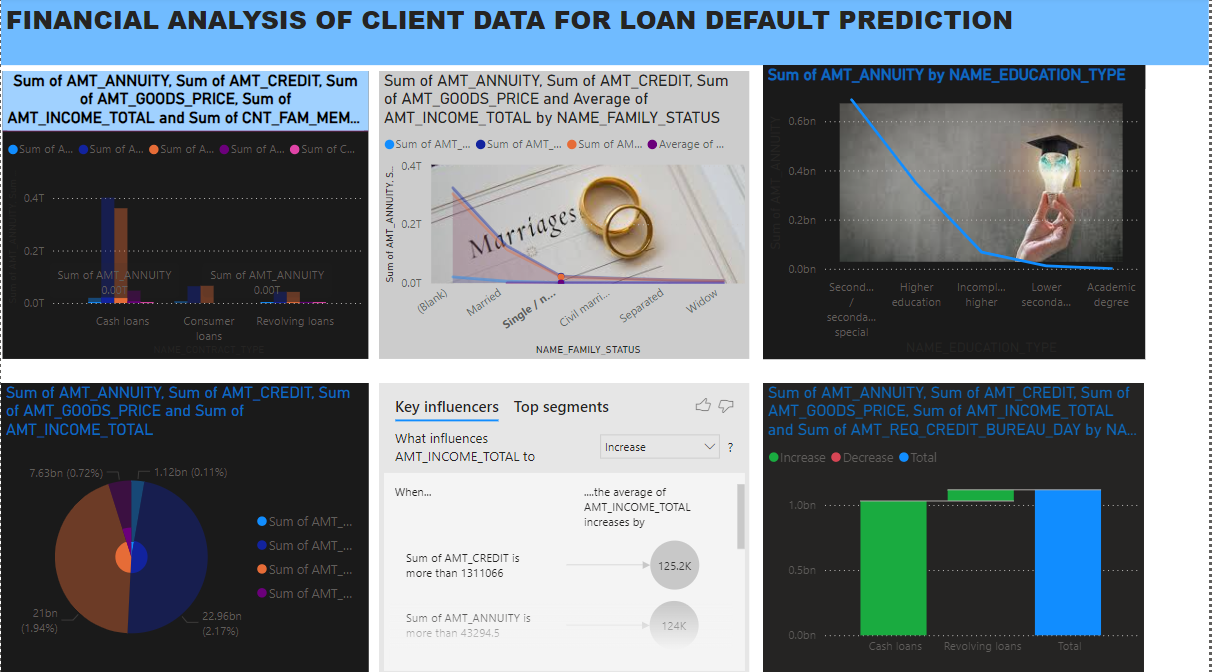 FINANCIAL ANALYSIS OF CLIENT DATA FOR LOAN DEFAULT PREDICTION
Sum of AMT_ANNUITY, Sum of AMT_CREDIT, Sum
of AMT_GOODS_PRICE, Sum of
AMT_INCOME_TOTAL and Sum of CNT_FAM_MEM...
Sum of A... Sum of A... Sum of A... Sum of A... Sum of C...
0.4T
0.2T
0.0T
Sum of AMT_ANNUITY
0.00T
Sum of AMT_ANNUITY
0.00T
Cash loans
Consumer
loans
Revolving loans
NAME_CONTRACT_TYPE
Sum of AMT_ANNUITY, Sum of AMT_CREDIT, Sum
of AMT_GOODS_PRICE and Average of
AMT_INCOME_TOTAL by NAME_FAMILY_STATUS
Sum of AMT_... Sum of AMT_... Sum of AM... Average of ...
Sum of AMT_ANNUITY, S...
0.4T
0.2T
0.0T
Marriages
(Blank)
Married
Single / n...
Civil marri...
Separated
Widow
NAME_FAMILY_STATUS
Sum of AMT_ANNUITY by NAME_EDUCATION_TYPE
Sum of AMT_ANNUITY
0.6bn
0.4bn
0.2bn
0.0bn
Second...
/
seconda...
special
Higher
education
Incompl...
higher
Lower
seconda...
Academic
degree
NAME_EDUCATION_TYPE
Sum of AMT_ANNUITY, Sum of AMT_CREDIT, Sum
of AMT_GOODS_PRICE and Sum of
AMT_INCOME_TOTAL
7.63bn (0.72%)
1.12bn (0.11%)
21bn
(1.94%)
22.96bn
(2.17%)
Sum of AMT_...
Sum of AMT_...
Sum of AMT_...
Sum of AMT_...
Key influencers Top segments
What influences
AMT_INCOME_TOTAL to
Increase
?
When...
....the average of
AMT_INCOME_TOTAL
increases by
Sum of AMT_CREDIT is
more than 1311066
125.2K
Sum of AMT_ANNUITY is
more than 43294.5
124K
Sum of AMT_ANNUITY, Sum of AMT_CREDIT, Sum of
AMT_GOODS_PRICE, Sum of AMT_INCOME_TOTAL
and Sum of AMT_REQ_CREDIT_BUREAU_DAY by NA...
Increase Decrease Total
1.0bn
0.5bn
0.0bn
Cash loans
Revolving loans
Total